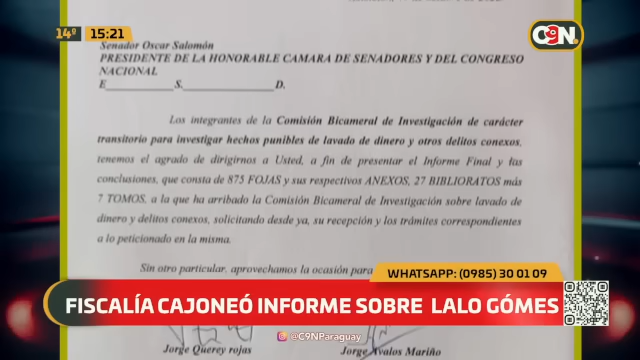 14º 15:21
C9N
Senador Oscar Salomón
PRESIDENTE DE LA HONORABLE CAMARA DE SENADORES Y DEL CONGRESO
NACIONAL
E____________S.________________D.
Los integrantes de la Comisión Bicameral de Investigación de carácter
transitorio para investigar hechos punibles de lavado de dinero y otros delitos conexos,
tenemos el agrado de dirigirnos a Usted, a fin de presentar el Informe Final y sus
conclusiones, que consta de 875 FOJAS y sus respectivos ANEXOS, 27 BIBLIORATOS más
7 TOMOS, a la que ha arribado la Comisión Bicameral de Investigación sobre lavado de
dinero y delitos conexos, solicitando desde ya, su recepción y los trámites correspondientes
a lo peticionado en la misma.
Sin otro particular, aprovechamos la ocasión para
WHATSAPP: (0985) 30 01 09
FISCALÍA CAJONEÓ INFORME SOBRE LALO GÓMES
@C9NParaguay
Jorge Querey rojas Jorge Avalos Mariño